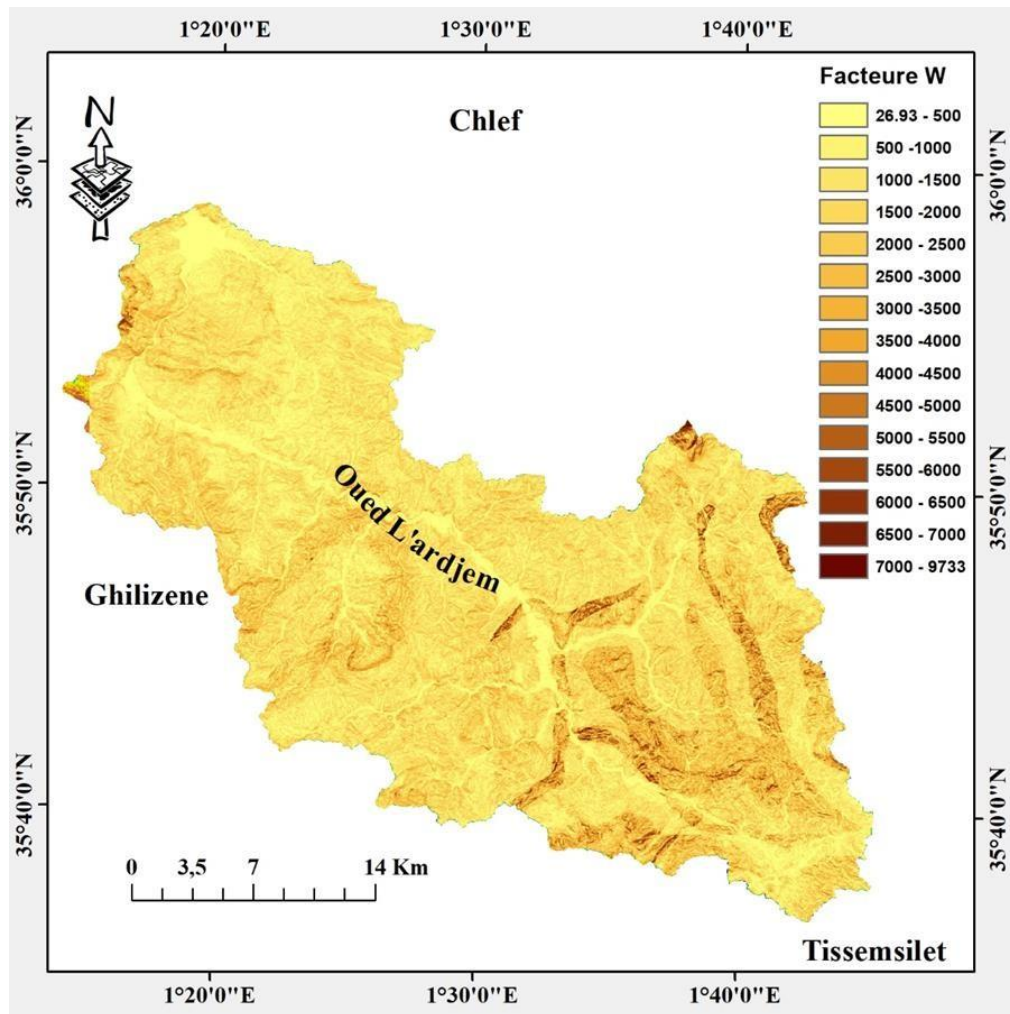 1°20'0"E 1°30'0"E 1°40'0"E
N
Chlef
Facteure W
26.93 - 500
500 -1000
1000 -1500
1500 -2000
2000 - 2500
2500 -3000
3000 -3500
3500 -4000
4000 -4500
4500 -5000
5000 - 5500
5500 -6000
6000 - 6500
6500 - 7000
7000 - 9733
36°0'0"N
36°0'0"N
35°50'0"N
35°50'0"N
Oued L'ardjem
Ghilizene
35°40'0"N
35°40'0"N
0 3,5 7 14 Km
Tissemsilet
1°20'0"E 1°30'0"E 1°40'0"E